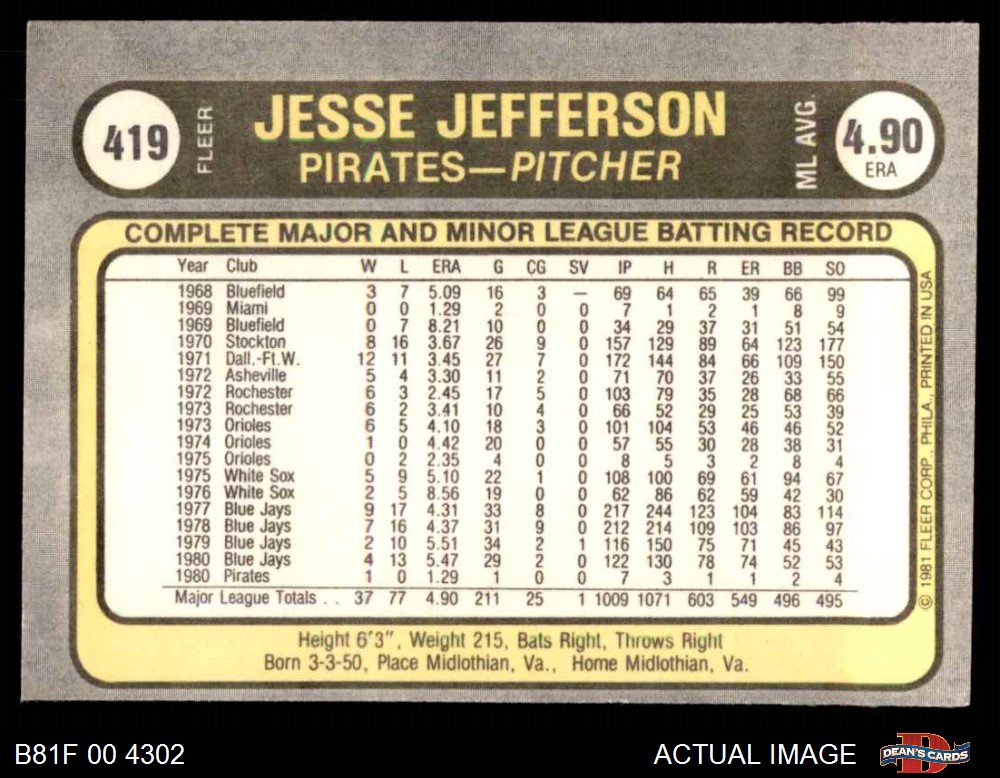 419
FLEER
JESSE JEFFERSON
PIRATES—PITCHER
ML AVG.
4.90
ERA
COMPLETE MAJOR AND MINOR LEAGUE BATTING RECORD
Year Club W L ERA G CG SV IP H R ER BB SO
1968 Bluefield 3 7 5.09 16 3 — 69 64 65 39 66 99
1969 Miami 0 0 1.29 2 0 0 7 1 2 1 8 9
1969 Bluefield 0 7 8.21 10 0 0 34 29 37 31 51 54
1970 Stockton 8 16 3.67 26 9 0 157 129 89 64 123 177
1971 Dall.-Ft.W. 12 11 3.45 27 7 0 172 144 84 66 109 150
1972 Asheville 5 4 3.30 11 2 0 71 70 37 26 33 55
1972 Rochester 6 3 2.45 17 5 0 103 79 35 28 68 66
1973 Rochester 6 2 3.41 10 4 0 66 52 29 25 53 39
1973 Orioles 6 5 4.10 18 3 0 101 104 53 46 46 52
1974 Orioles 1 0 4.42 20 0 0 57 55 30 28 38 31
1975 Orioles 0 2 2.35 4 0 0 8 5 3 2 8 4
1975 White Sox 5 9 5.10 22 1 0 108 100 69 61 94 67
1976 White Sox 2 5 8.56 19 0 0 62 86 62 59 42 30
1977 Blue Jays 9 17 4.31 33 8 0 217 244 123 104 83 114
1978 Blue Jays 7 16 4.37 31 9 0 212 214 109 103 86 97
1979 Blue Jays 2 10 5.51 34 2 1 116 150 75 71 45 43
1980 Blue Jays 4 13 5.47 29 2 0 122 130 78 74 52 53
1980 Pirates 1 0 1.29 1 0 0 7 3 1 1 2 4
Major League Totals . . 37 77 4.90 211 25 1 1009 1071 603 549 496 495
Height 6'3", Weight 215, Bats Right, Throws Right
Born 3-3-50, Place Midlothian, Va., Home Midlothian, Va.
© 1981 FLEER CORP., PHILA., PRINTED IN USA
B81F 00 4302
ACTUAL IMAGE
DEAN'S CARDS